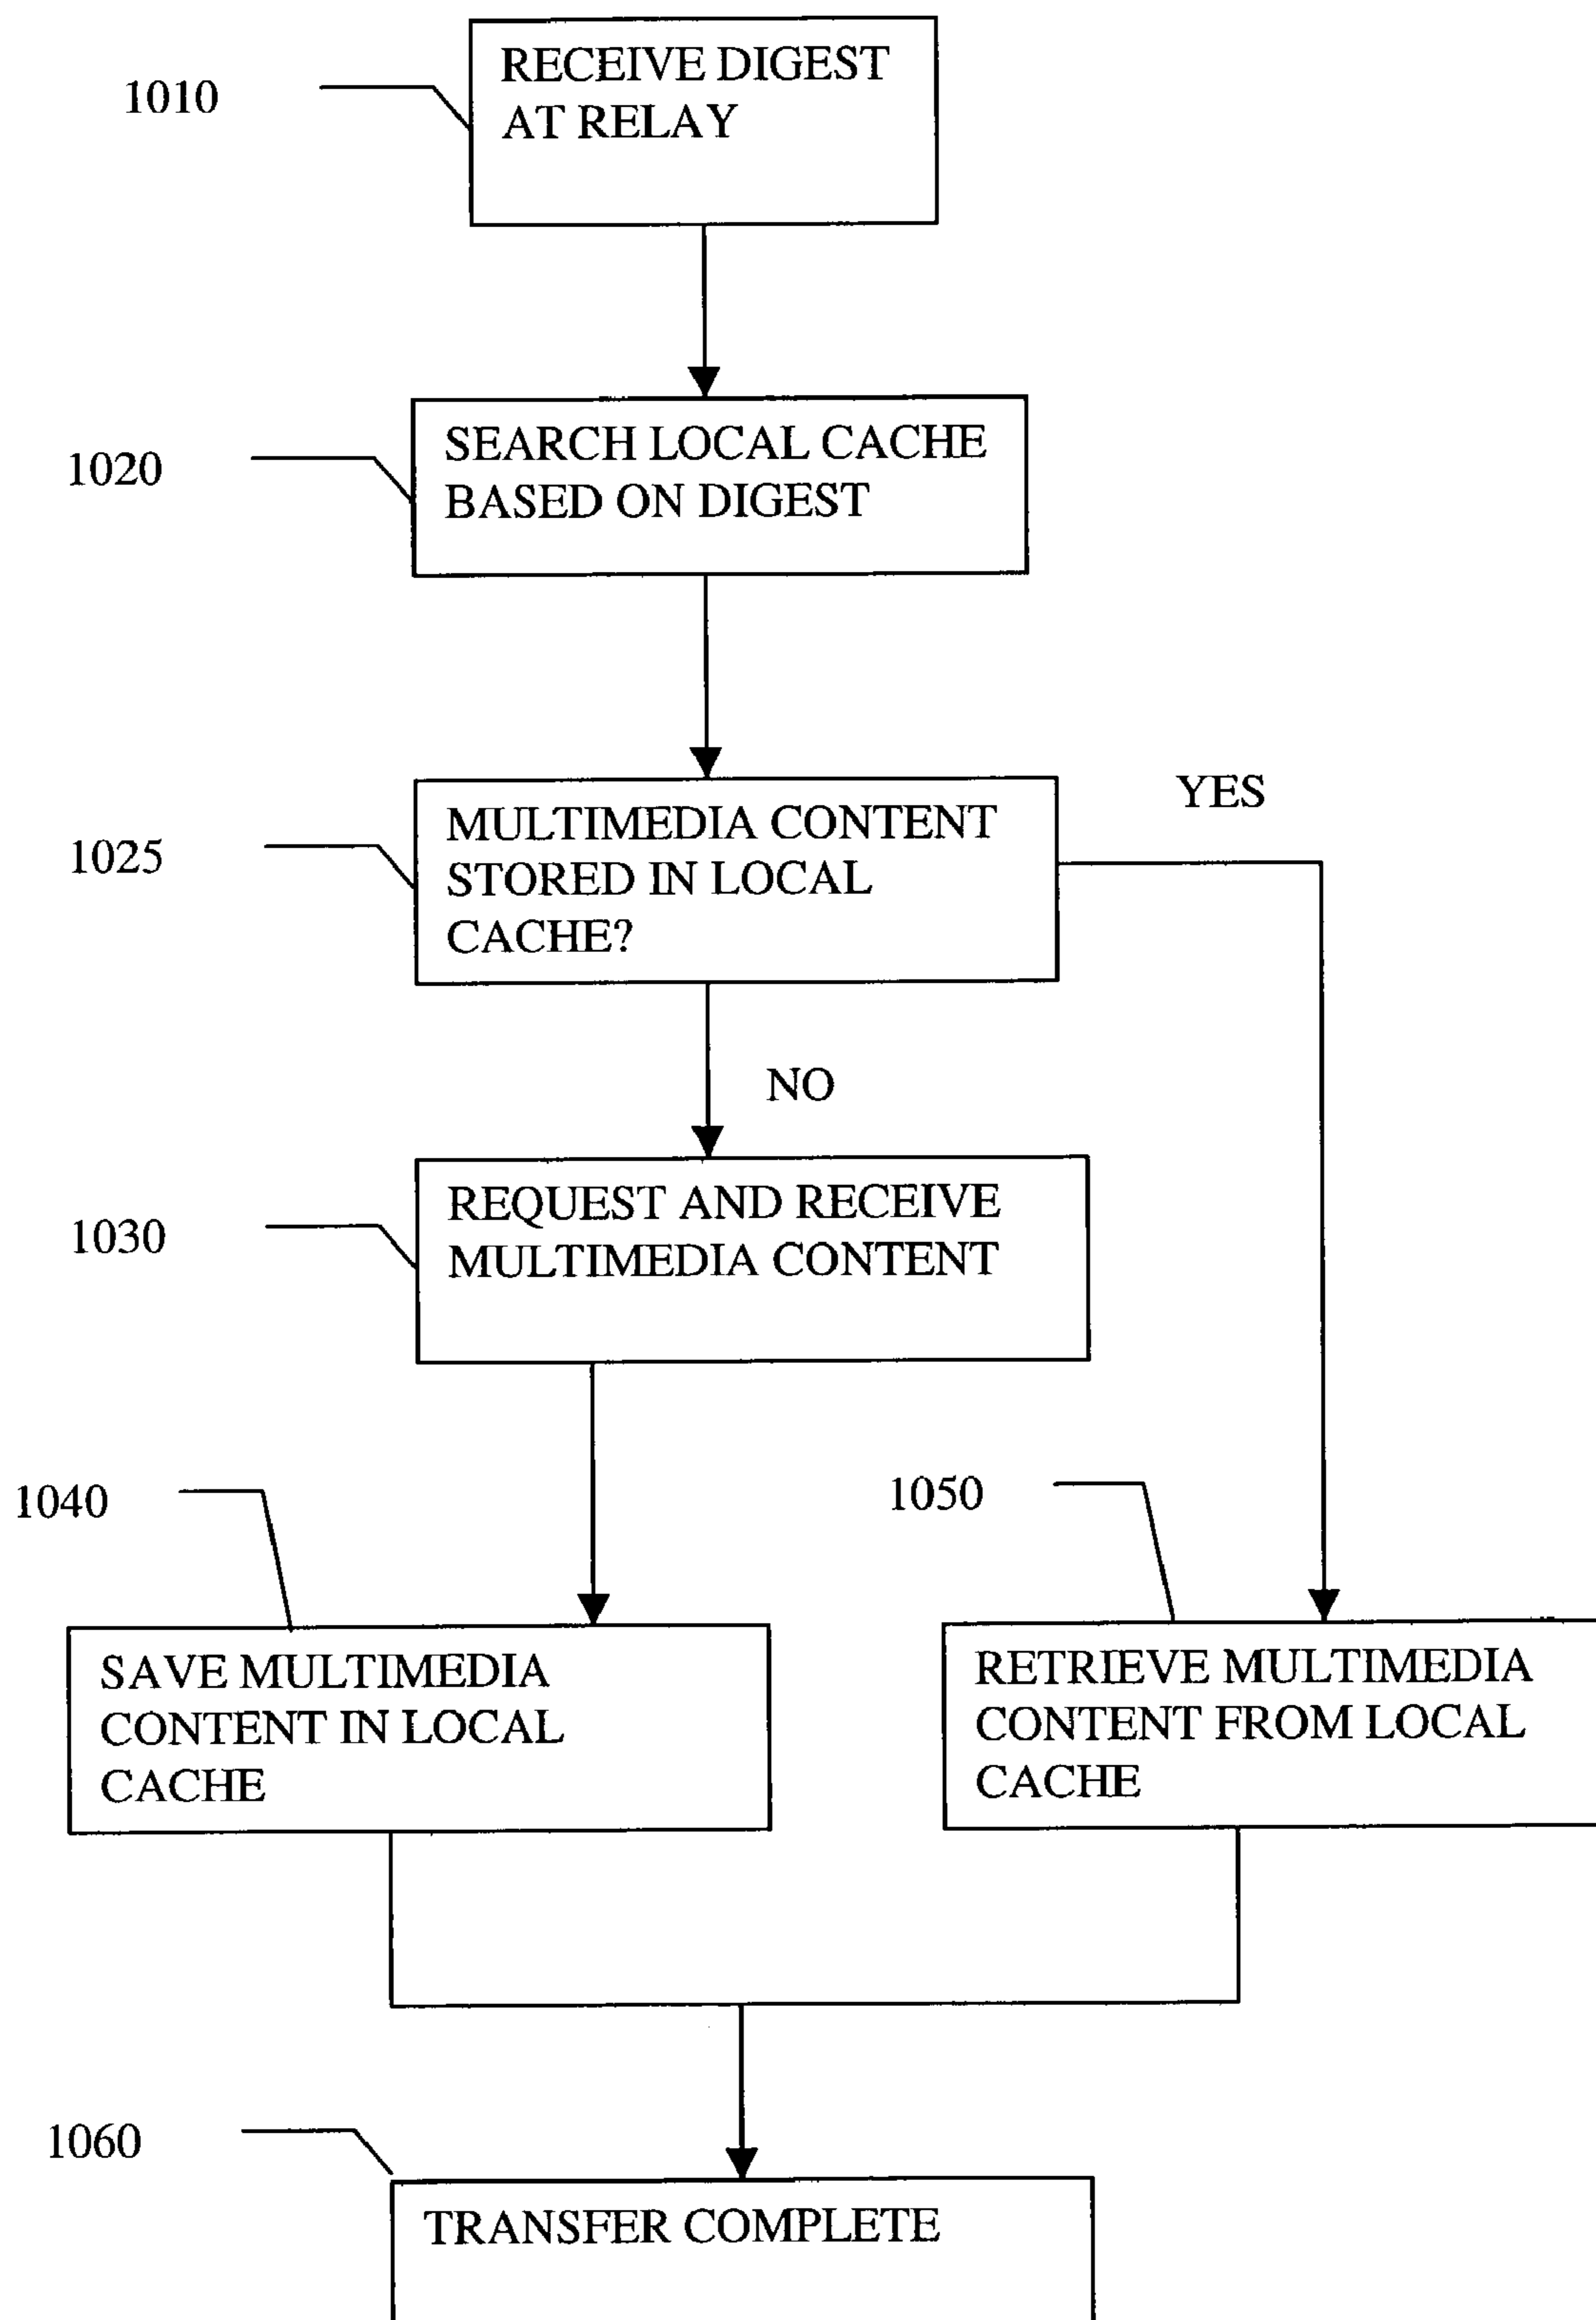 1010
RECEIVE DIGEST
AT RELAY
1020
SEARCH LOCAL CACHE
BASED ON DIGEST
1025
MULTIMEDIA CONTENT
STORED IN LOCAL
CACHE?
YES
NO
1030
REQUEST AND RECEIVE
MULTIMEDIA CONTENT
1040
SAVE MULTIMEDIA
CONTENT IN LOCAL
CACHE
1050
RETRIEVE MULTIMEDIA
CONTENT FROM LOCAL
CACHE
1060
TRANSFER COMPLETE